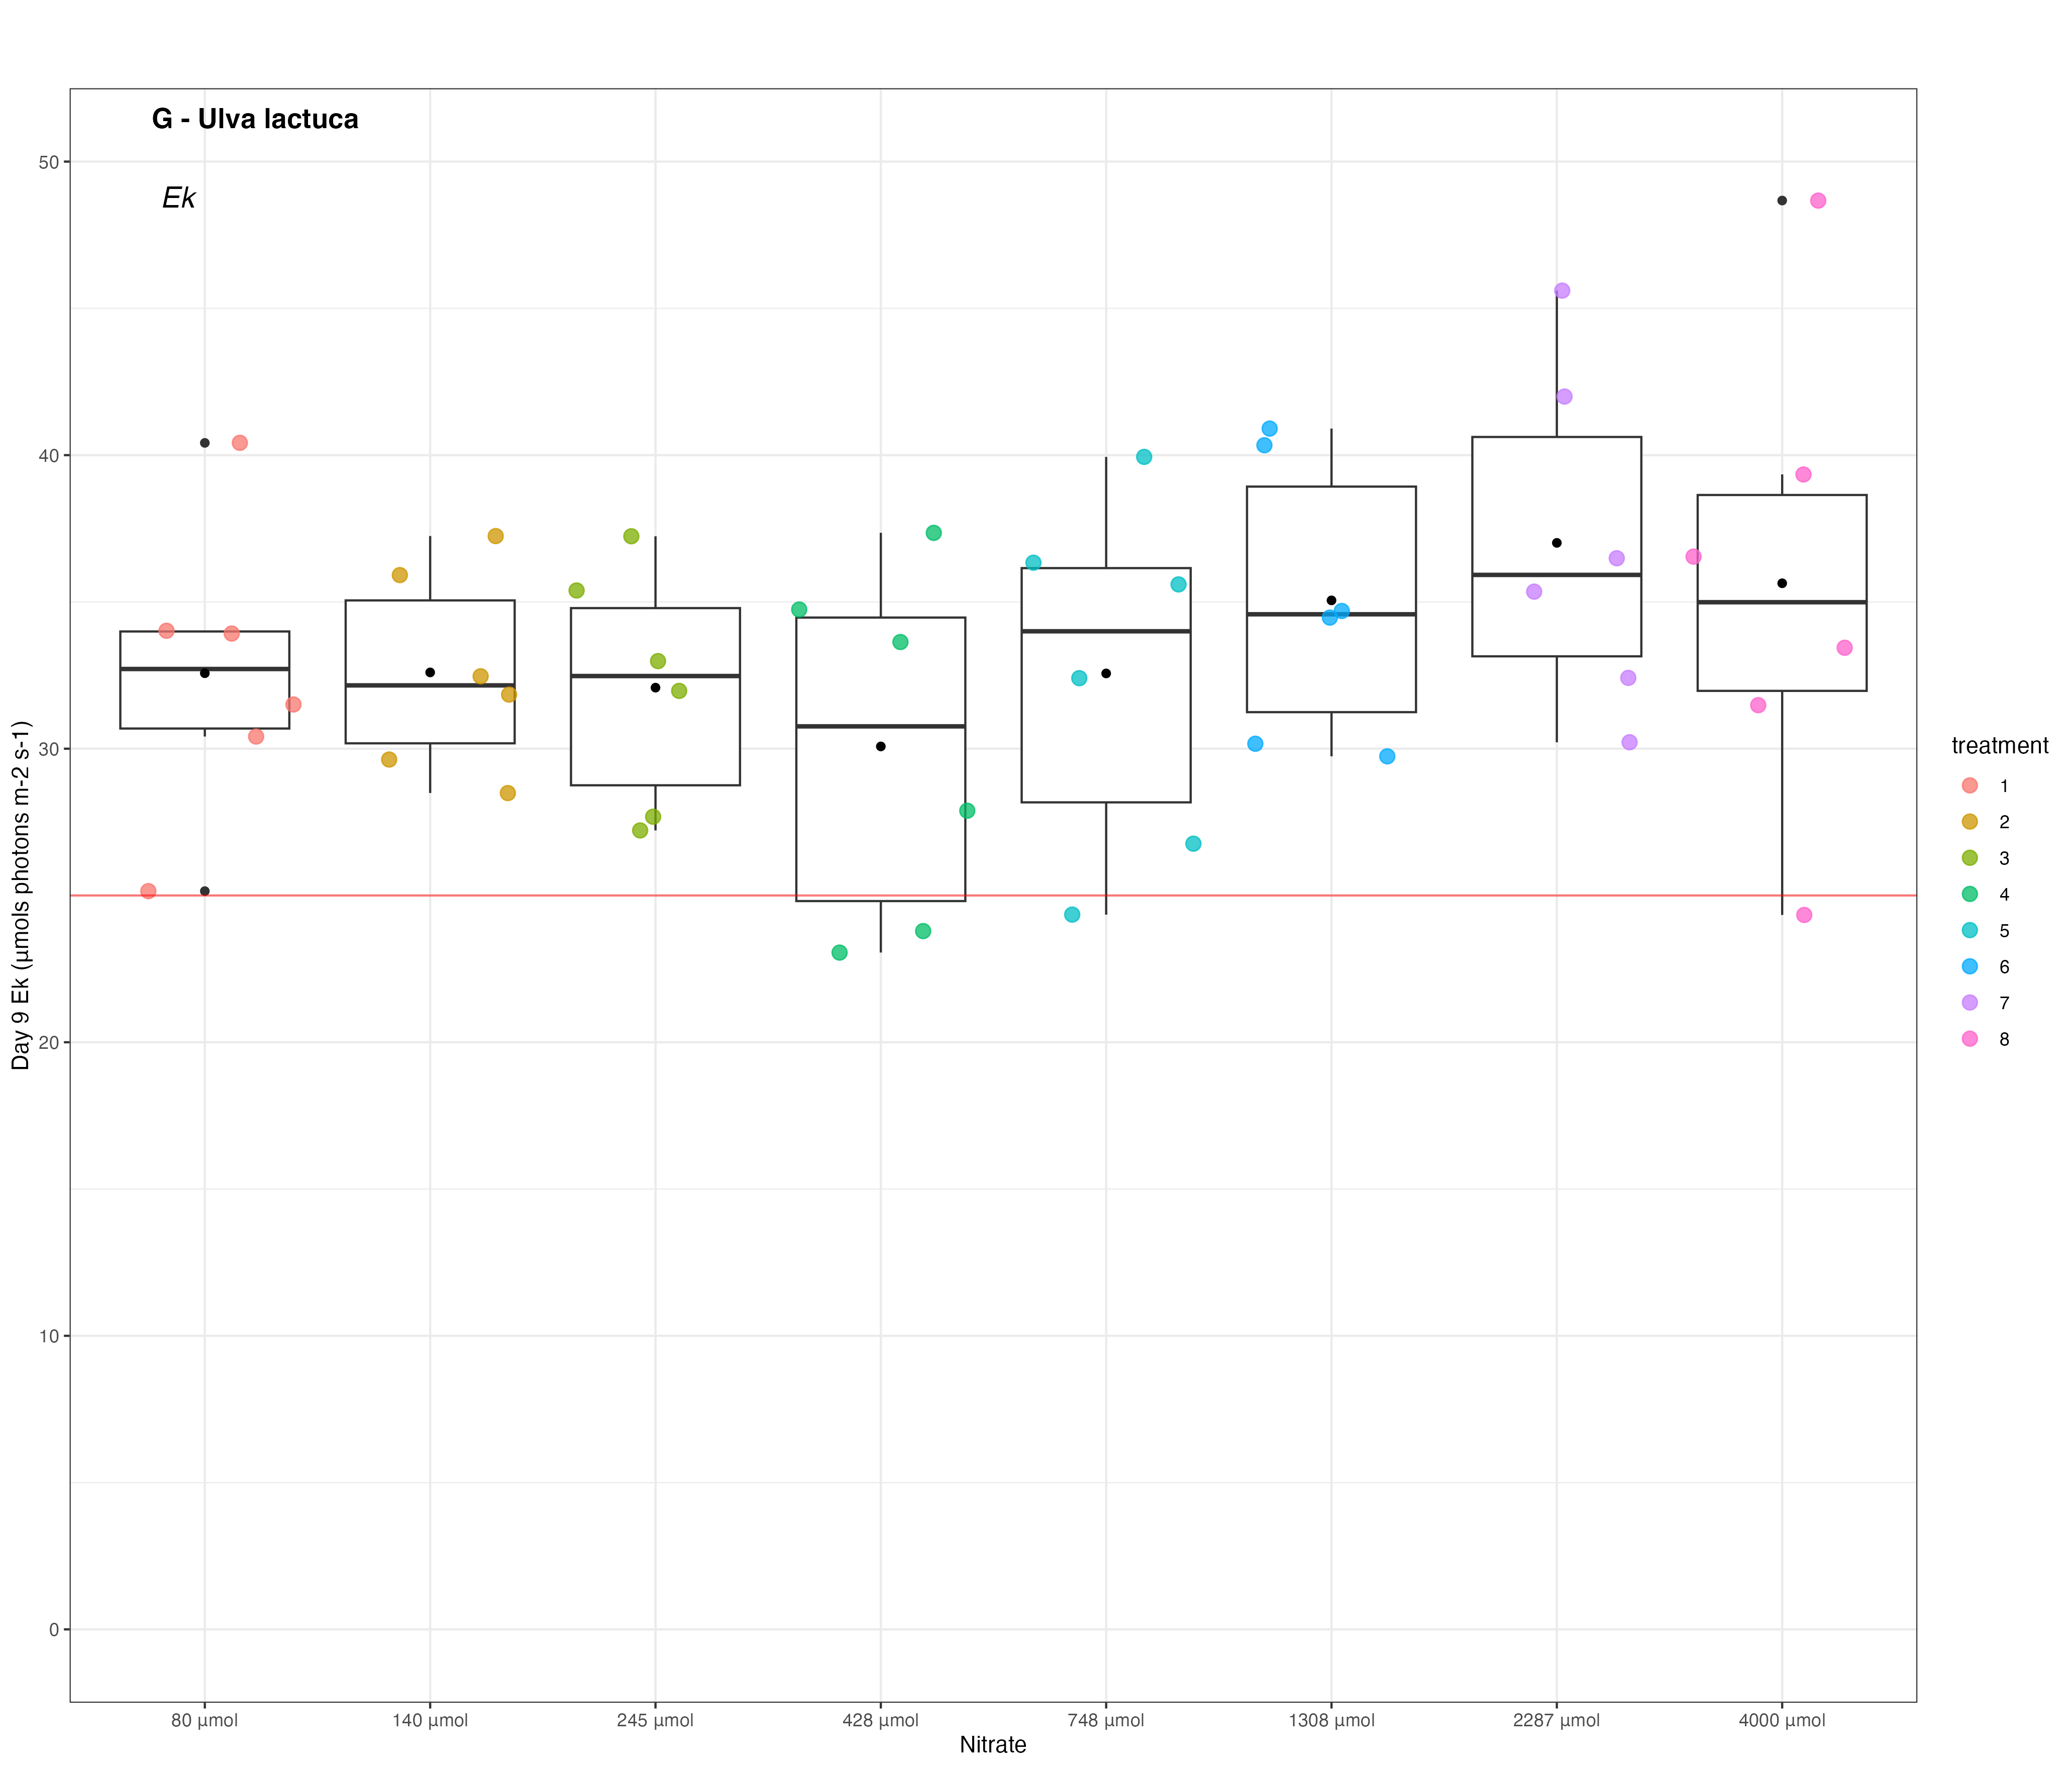 G - Ulva lactuca
Ek
50
40
30
20
10
0
Day 9 Ek (µmols photons m-2 s-1)
80 µmol 140 µmol 245 µmol 428 µmol 748 µmol 1308 µmol 2287 µmol 4000 µmol
Nitrate
treatment
1
2
3
4
5
6
7
8